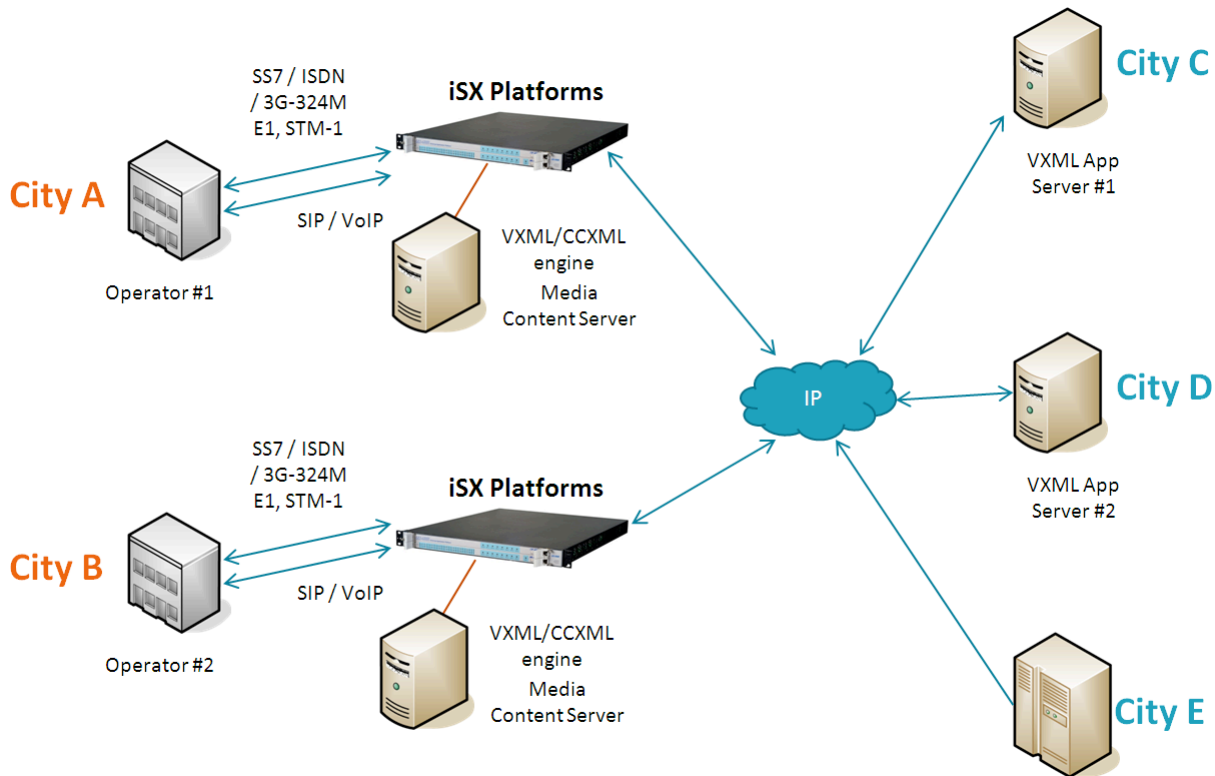 SS7 / ISDN
/ 3G-324M
E1, STM-1
iSX Platforms
City A
SIP / VoIP
Operator #1
VXML/CCXML
engine
Media
Content Server
City C
VXML App
Server #1
IP
City D
VXML App
Server #2
SS7 / ISDN
/ 3G-324M
E1, STM-1
iSX Platforms
City B
SIP / VoIP
Operator #2
VXML/CCXML
engine
Media
Content Server
City E